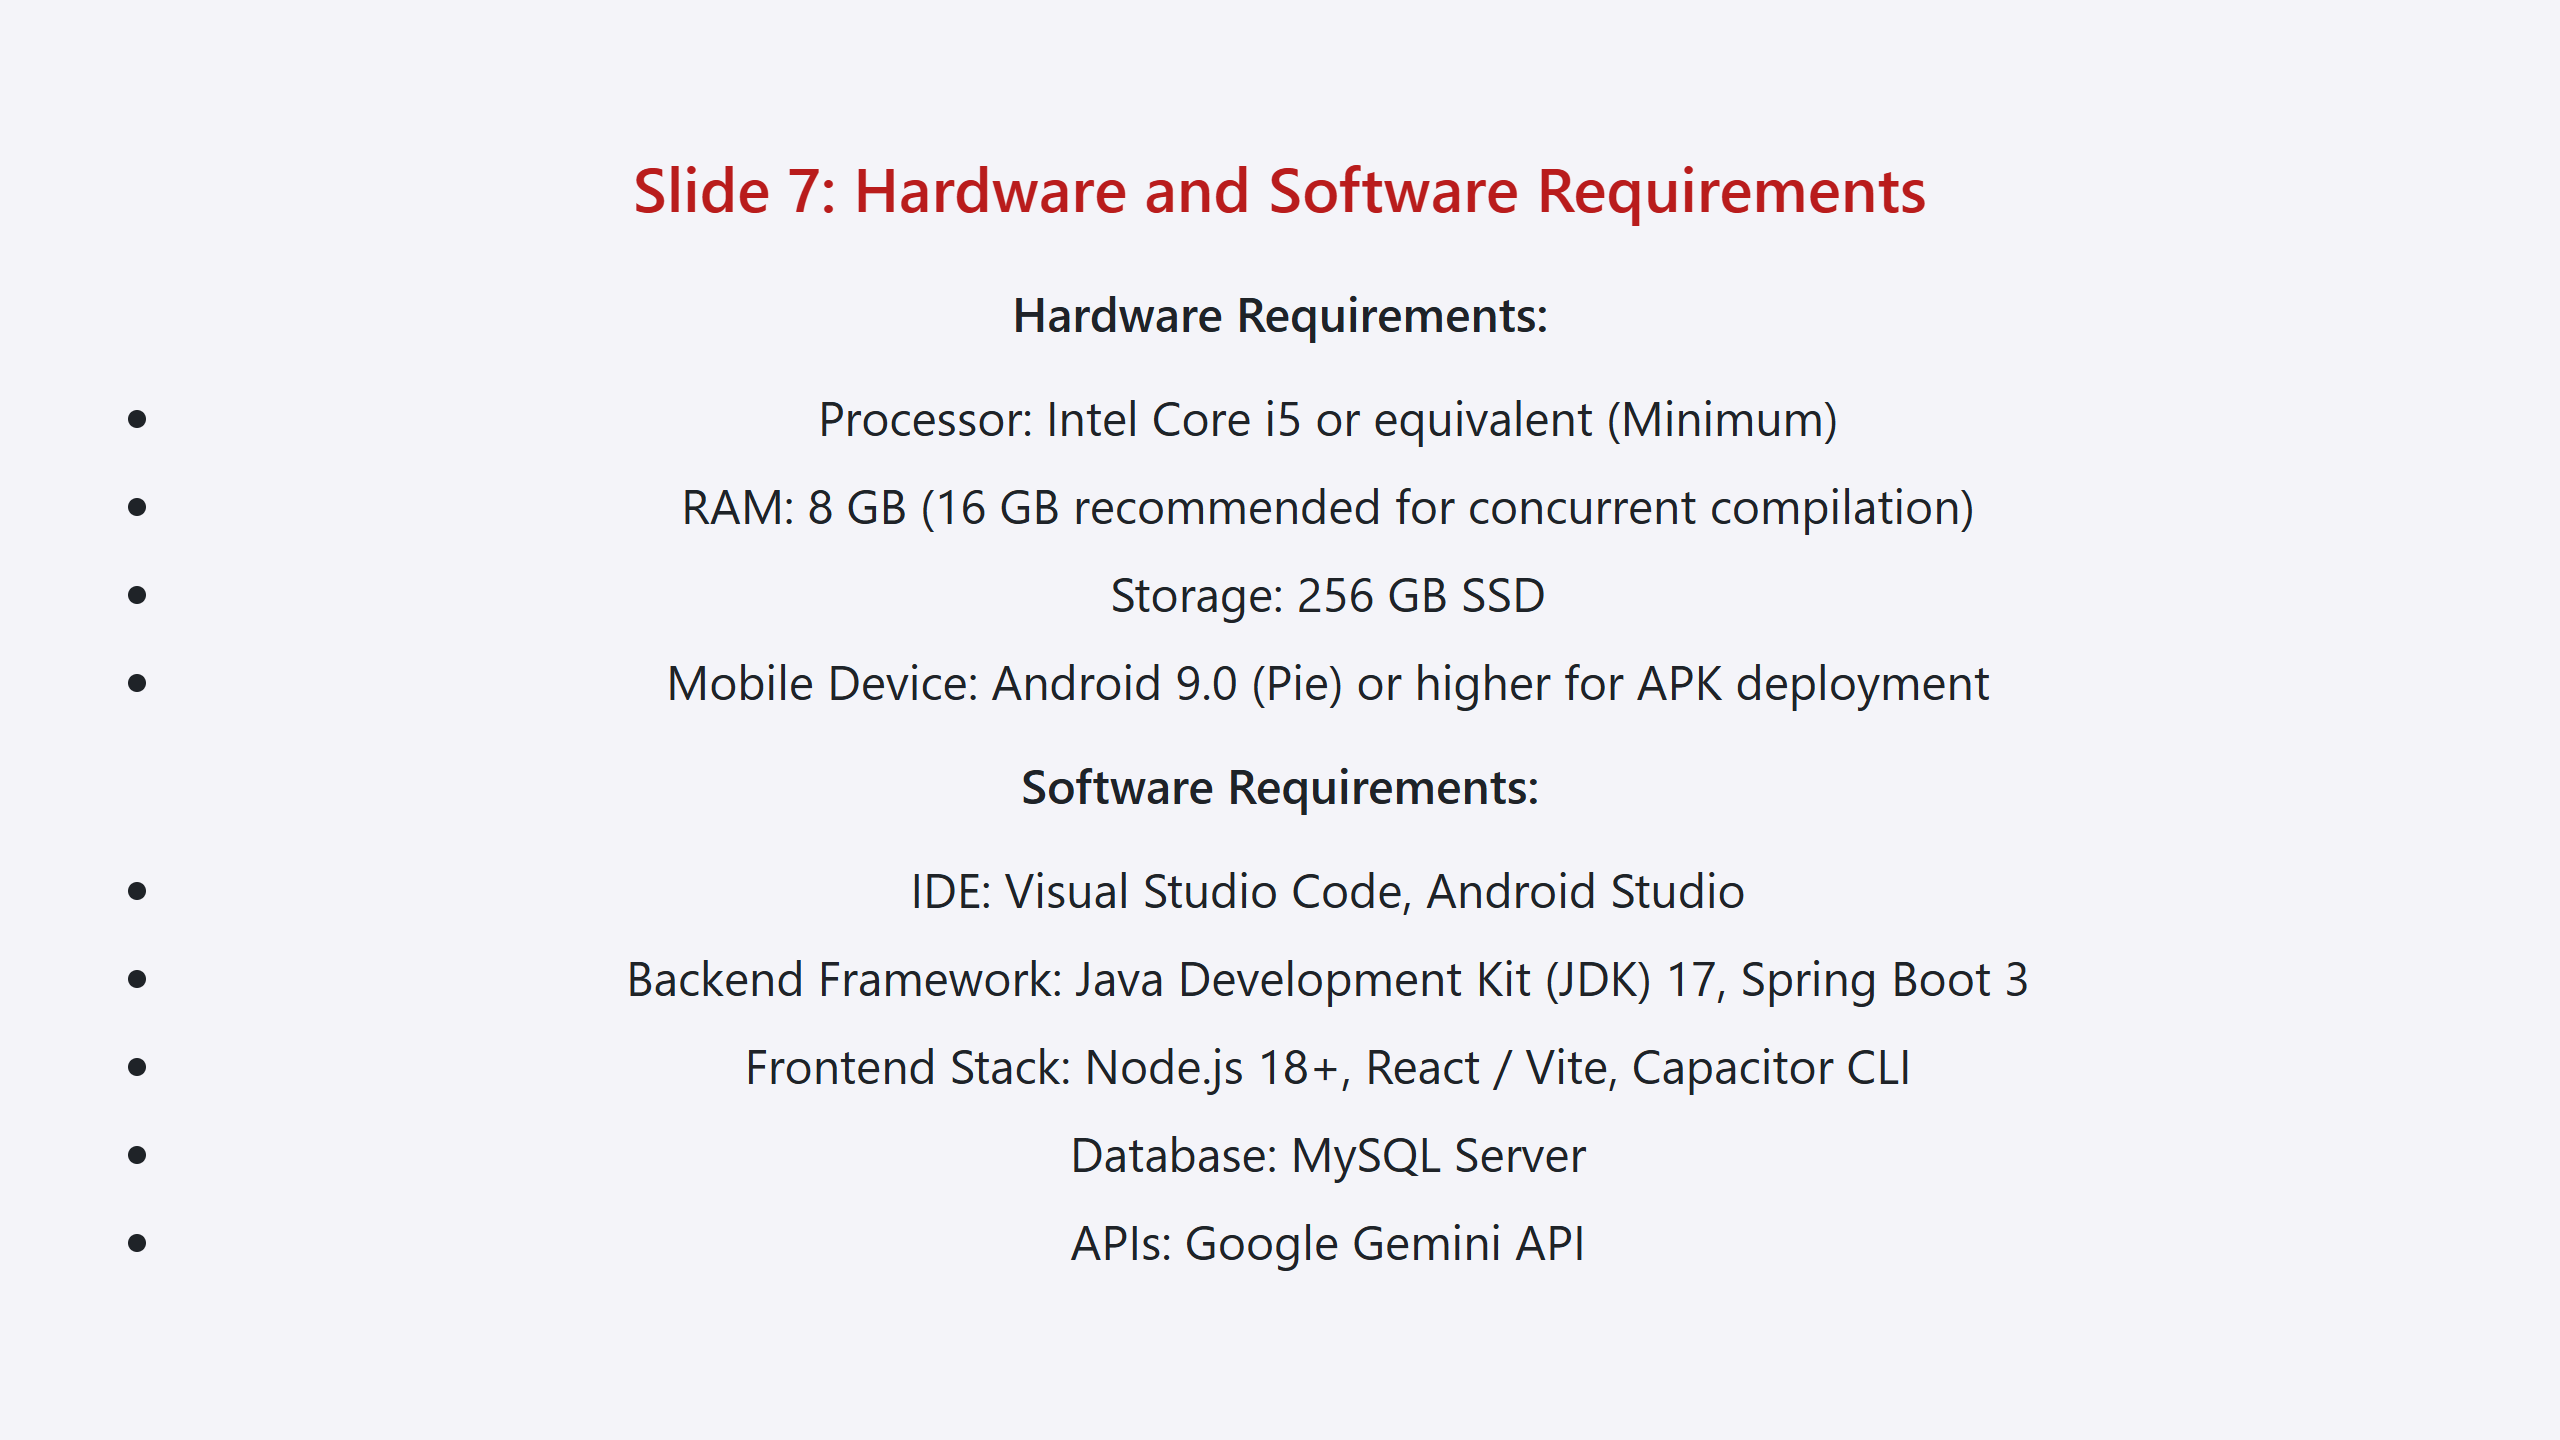 Slide 7: Hardware and Software Requirements
Hardware Requirements:
• Processor: Intel Core i5 or equivalent (Minimum)
• RAM: 8 GB (16 GB recommended for concurrent compilation)
• Storage: 256 GB SSD
• Mobile Device: Android 9.0 (Pie) or higher for APK deployment
Software Requirements:
• IDE: Visual Studio Code, Android Studio
• Backend Framework: Java Development Kit (JDK) 17, Spring Boot 3
• Frontend Stack: Node.js 18+, React / Vite, Capacitor CLI
• Database: MySQL Server
• APIs: Google Gemini API